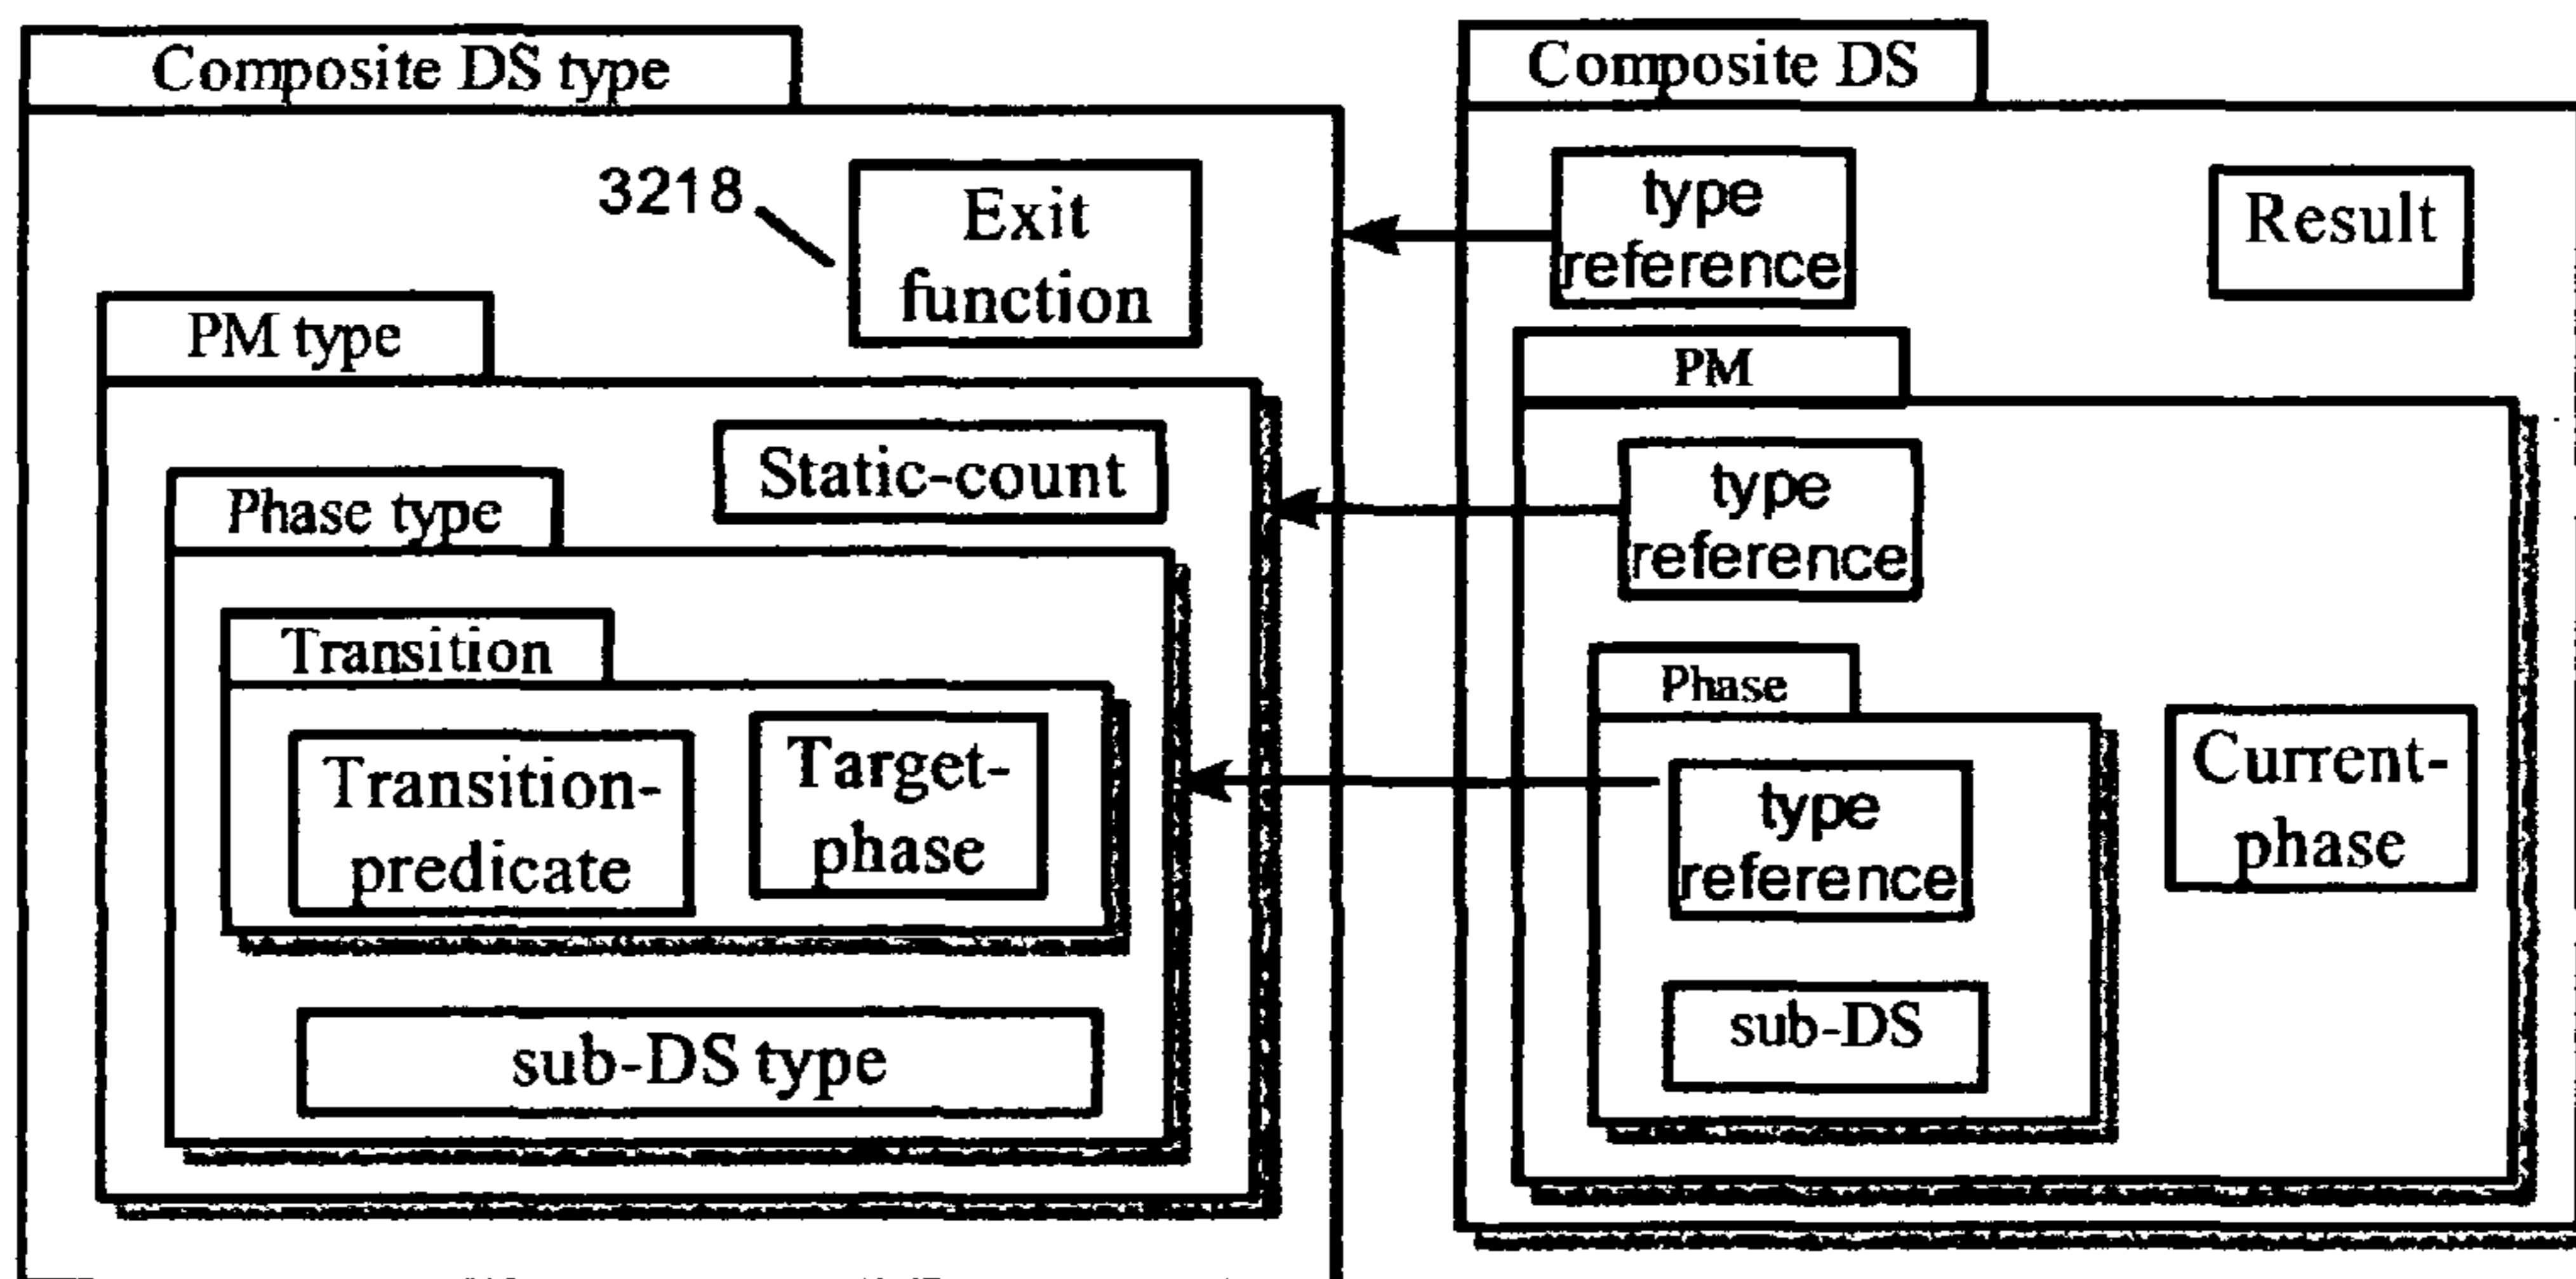 Composite DS type
3218
Exit
function
PM type
Static-count
Phase type
Transition
Transition-
predicate
Target-
phase
sub-DS type
Composite DS
type
reference
Result
PM
type
reference
Phase
type
reference
sub-DS
Current-
phase